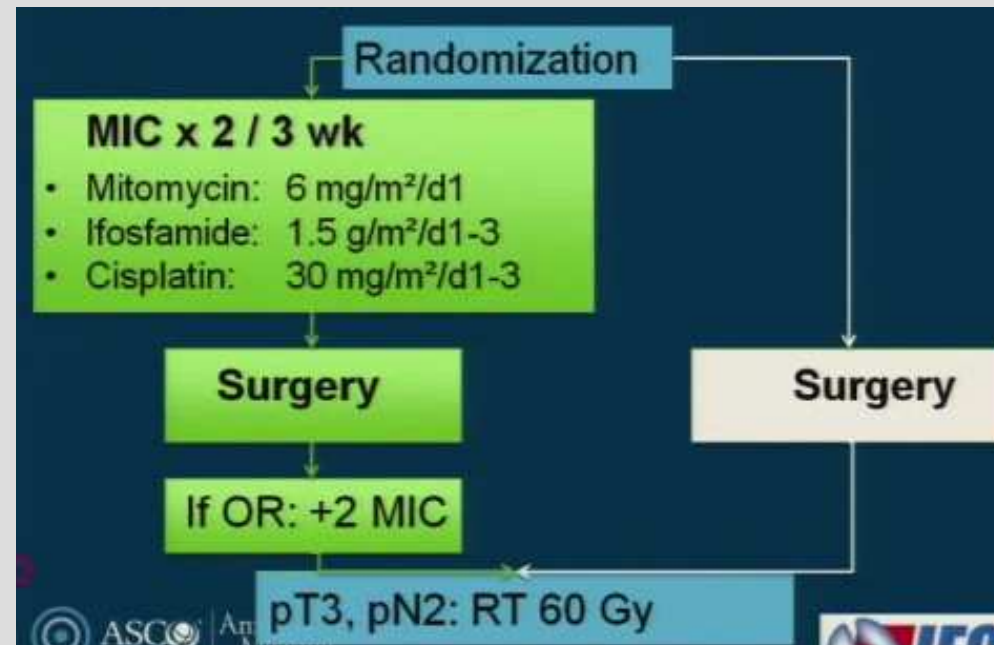 Randomization
MIC x 2 / 3 wk
• Mitomycin: 6 mg/m²/d1
• Ifosfamide: 1.5 g/m²/d1-3
• Cisplatin: 30 mg/m²/d1-3
Surgery
Surgery
If OR: +2 MIC
pT3, pN2: RT 60 Gy
ASCO